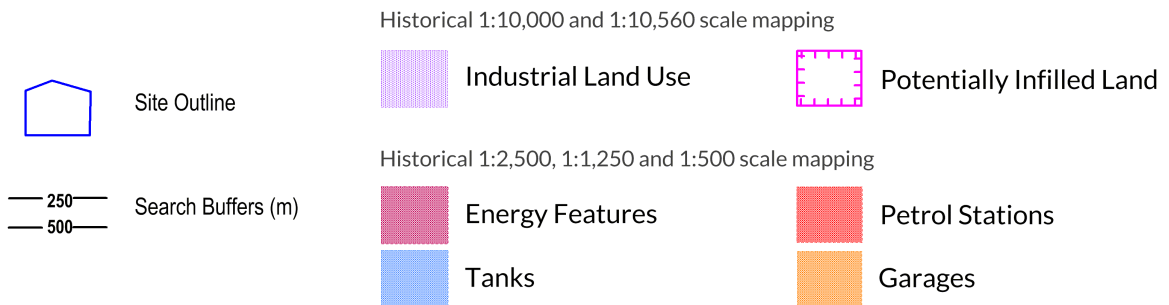 Historical 1:10,000 and 1:10,560 scale mapping
Site Outline
Industrial Land Use
Potentially Infilled Land
Historical 1:2,500, 1:1,250 and 1:500 scale mapping
250
500
Search Buffers (m)
Energy Features
Petrol Stations
Tanks
Garages